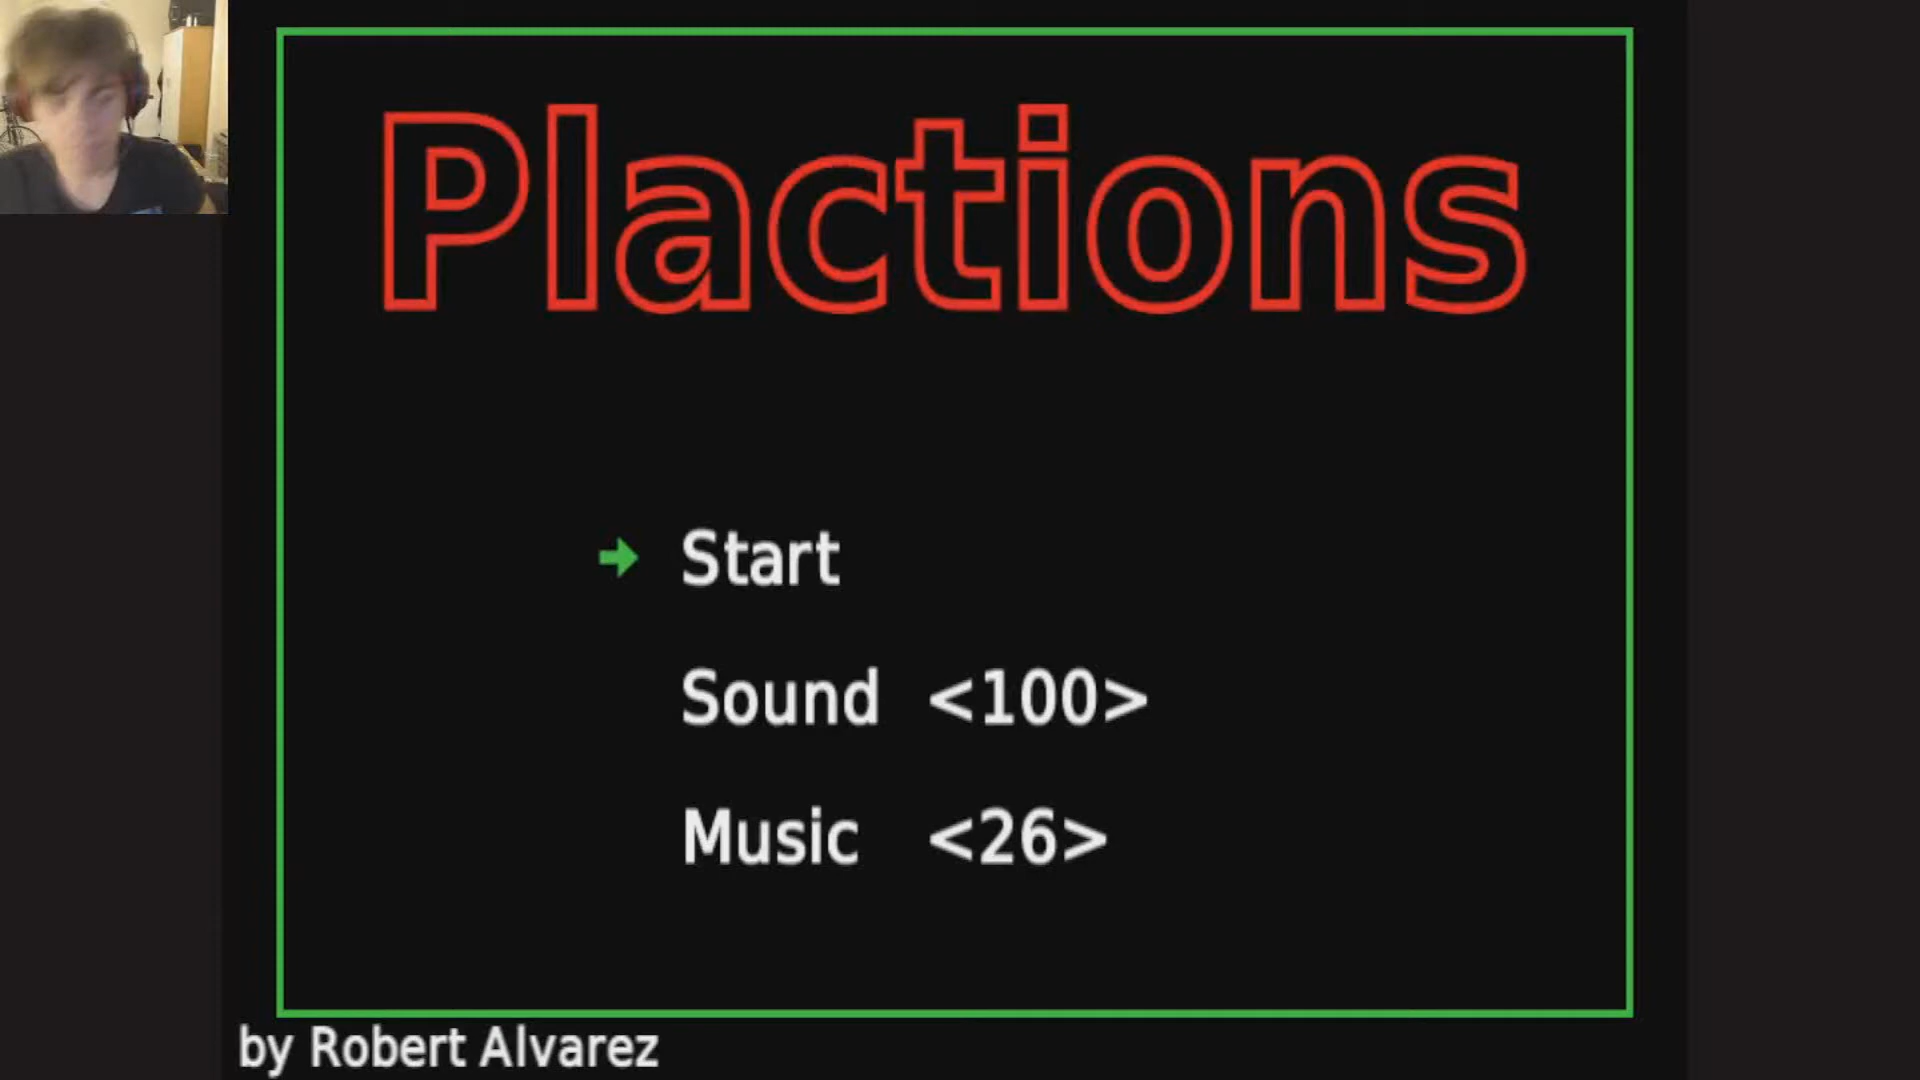 Plactions
Start
Sound <100>
Music <26>
by Robert Alvarez